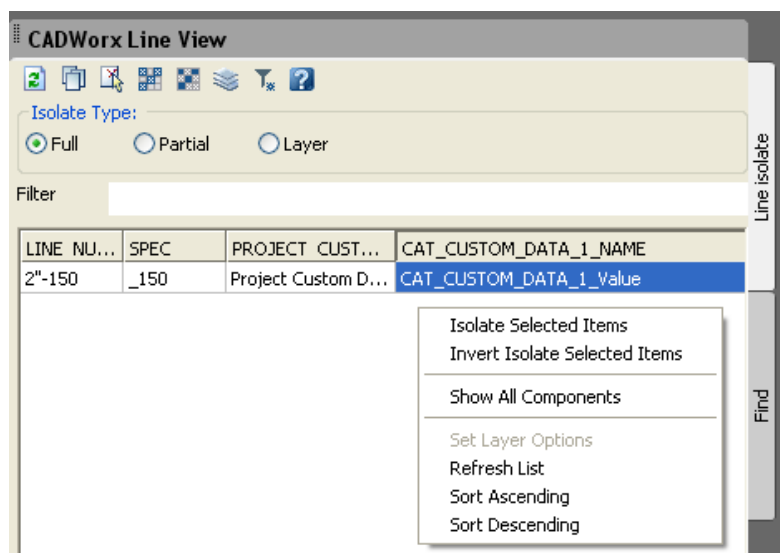 CADWorx Line View
Isolate Type:
Full Partial Layer
Filter
LINE NU... SPEC PROJECT CUST... CAT_CUSTOM_DATA_1_NAME
2"-150 _150 Project Custom D... CAT_CUSTOM_DATA_1_Value
Isolate Selected Items
Invert Isolate Selected Items
Show All Components
Set Layer Options
Refresh List
Sort Ascending
Sort Descending
Line isolate
Find